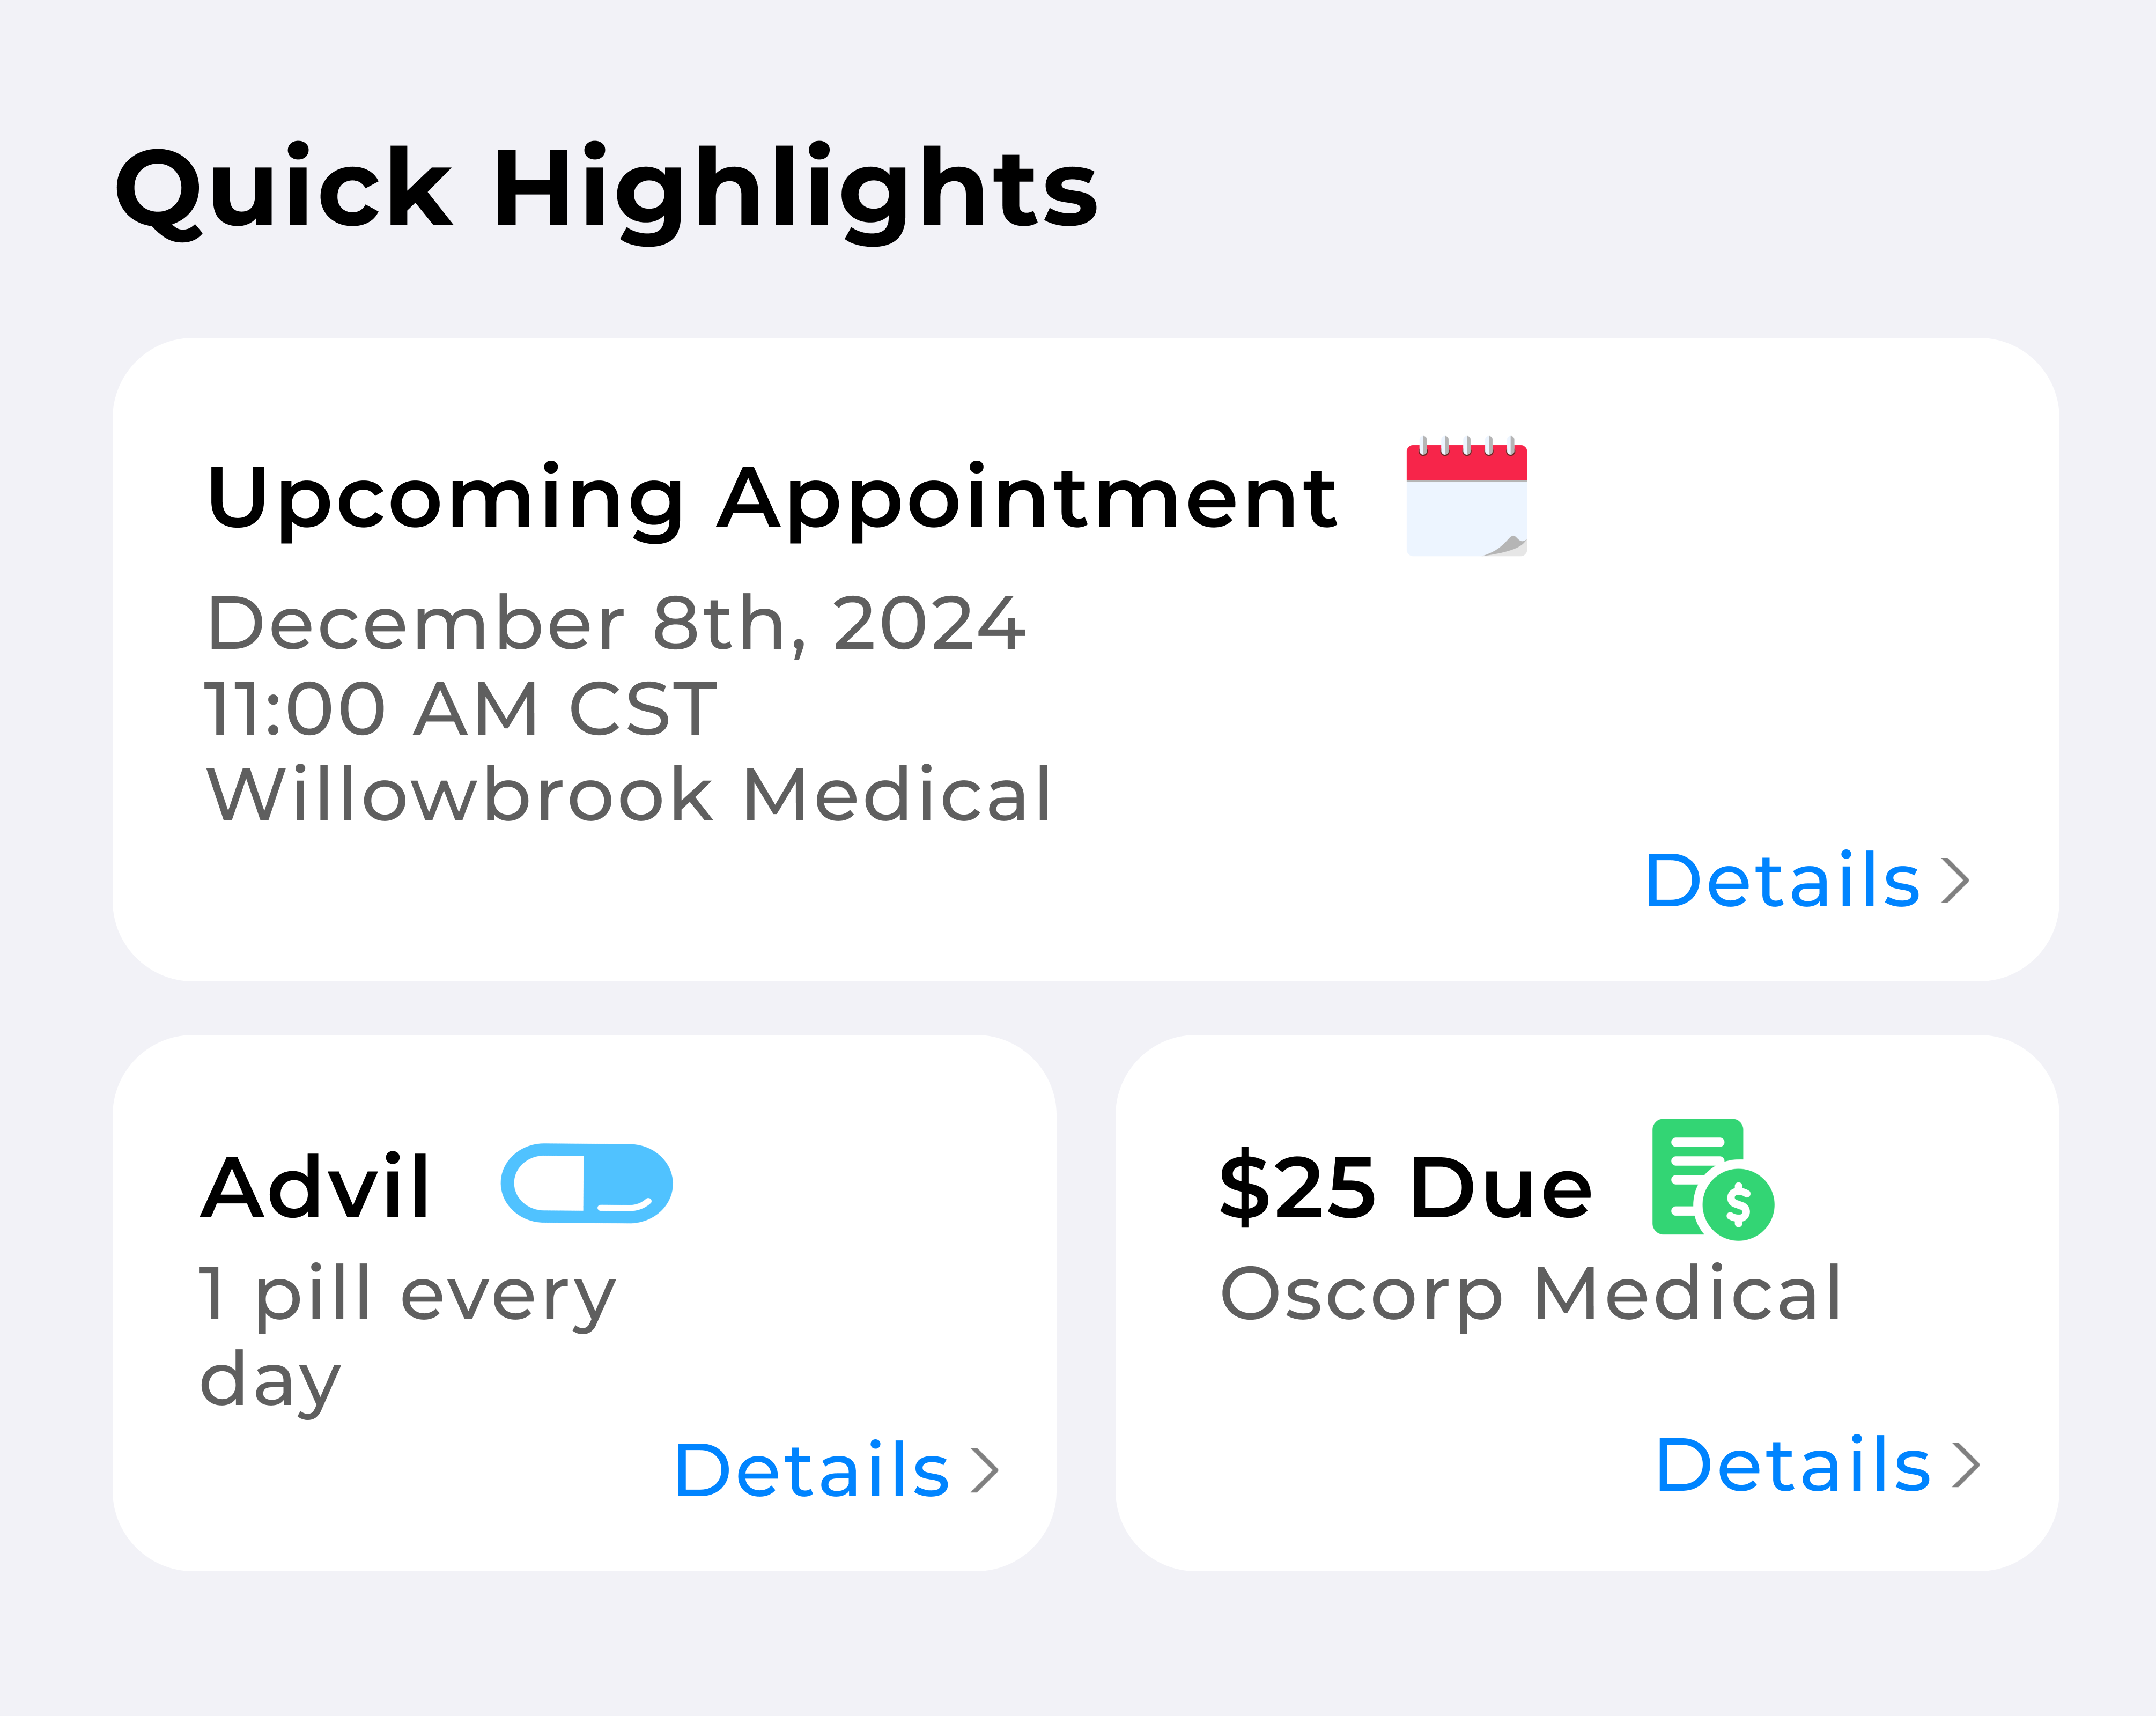 Quick Highlights
Upcoming Appointment
December 8th, 2024
11:00 AM CST
Willowbrook Medical
Details >
Advil
1 pill every
day
Details >
$25 Due
$
Oscorp Medical
Details >